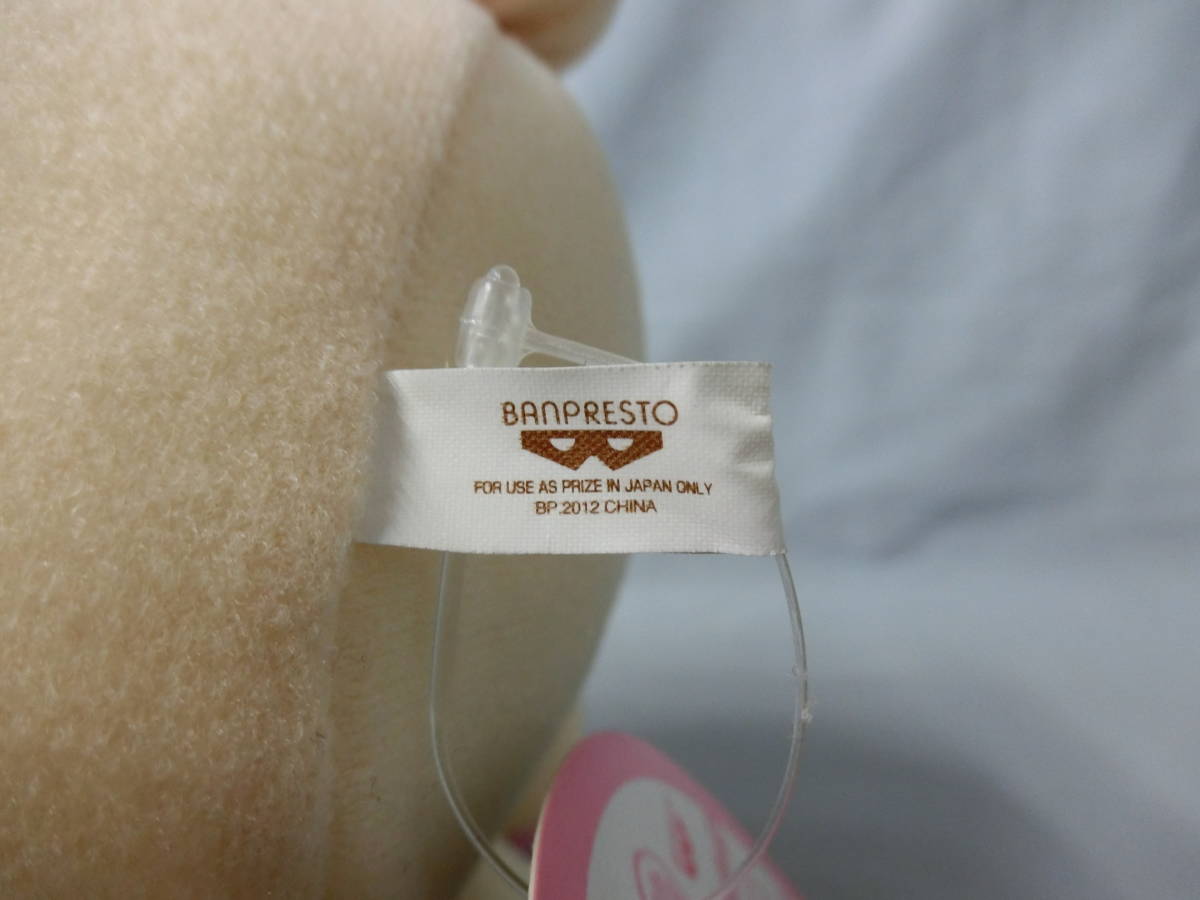 BANPRESTO
FOR USE AS PRIZE IN JAPAN ONLY
BP.2012 CHINA